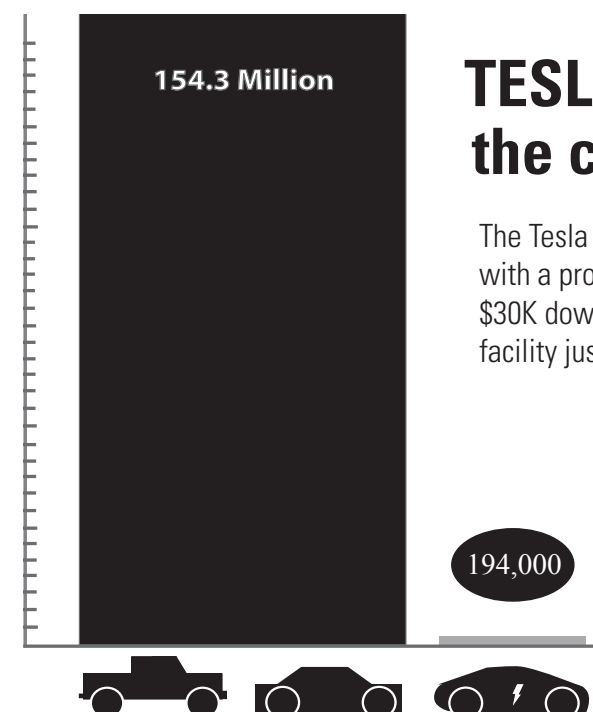 154.3 Million
TESL
the c
The Tesla
with a pro
$30K dow
facility jus
194,000